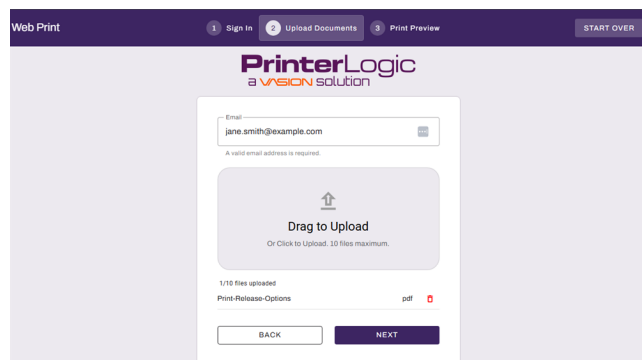 Web Print
1 Sign In 2 Upload Documents 3 Print Preview
START OVER
PrinterLogic
a VASION solution
Email
jane.smith@example.com
A valid email address is required.
Drag to Upload
Or Click to Upload. 10 files maximum.
1/10 files uploaded
Print-Release-Options pdf
BACK NEXT